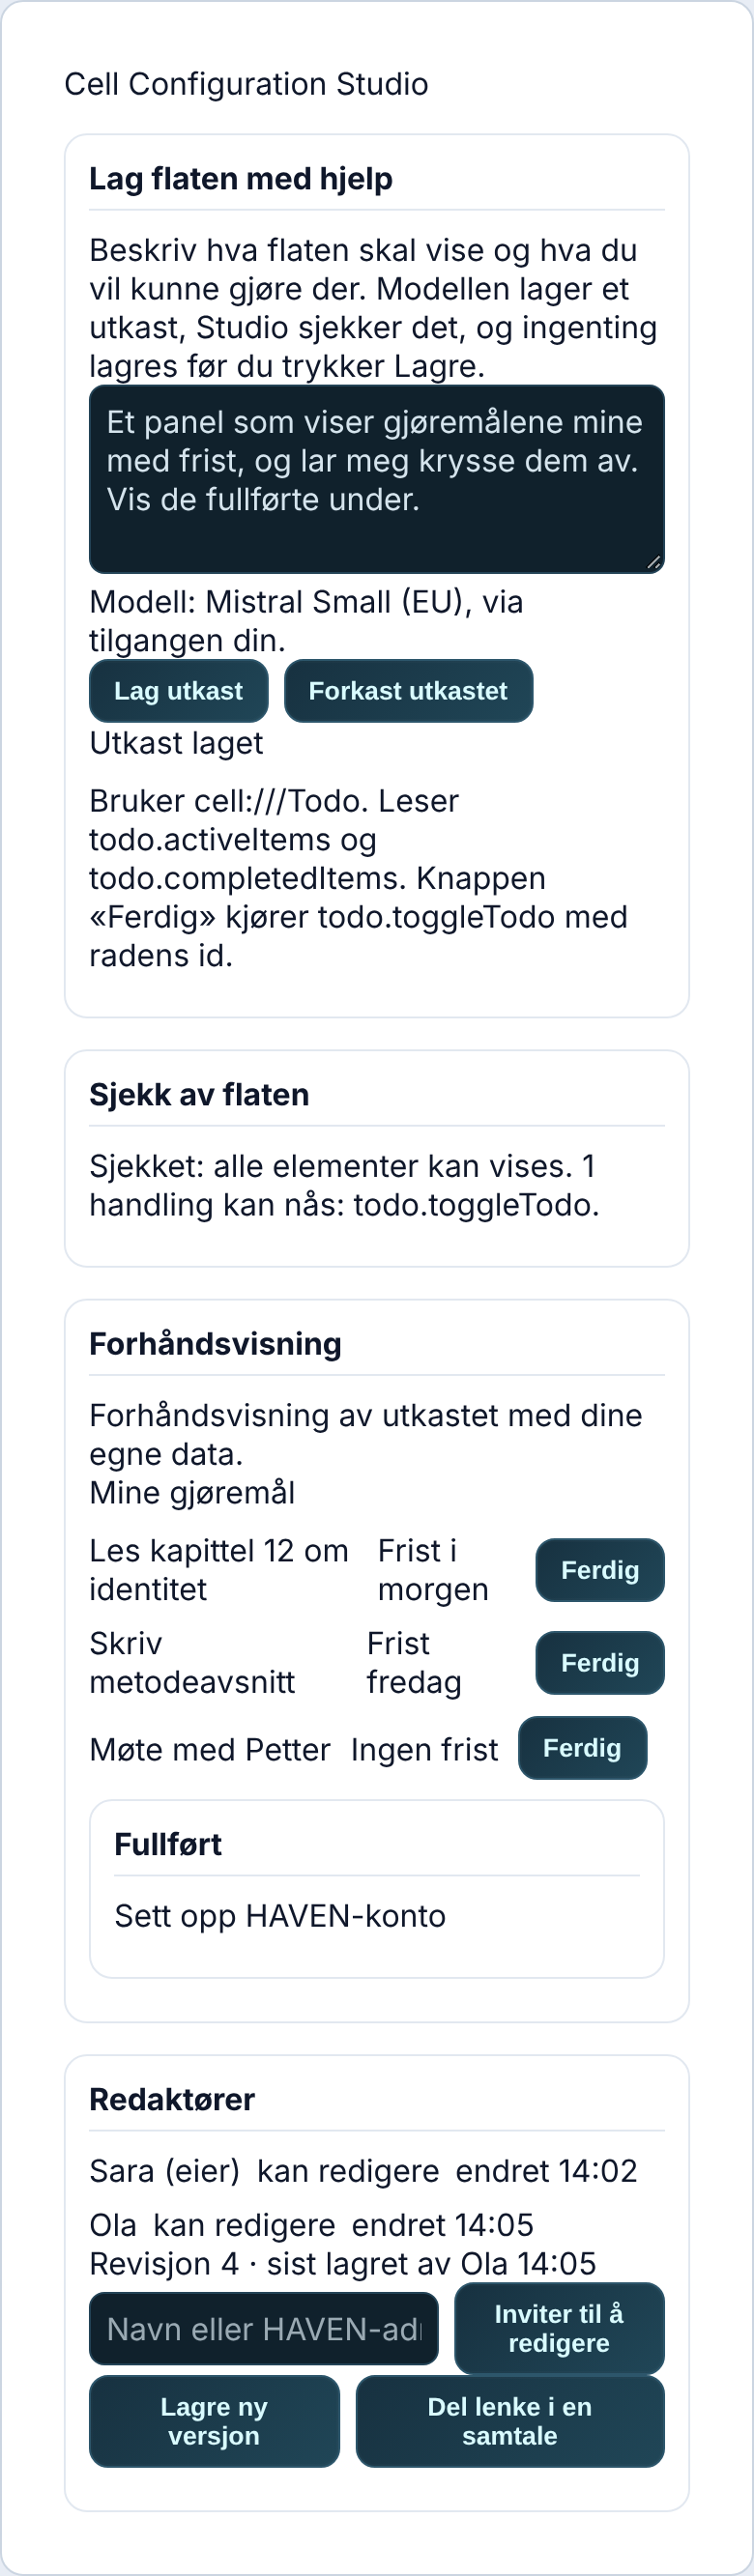 Cell Configuration Studio
Lag flaten med hjelp
Beskriv hva flaten skal vise og hva du
vil kunne gjøre der. Modellen lager et
utkast, Studio sjekker det, og ingenting
lagres før du trykker Lagre.
Et panel som viser gjøremålene mine
med frist, og lar meg krysse dem av.
Vis de fullførte under.
Modell: Mistral Small (EU), via
tilgangen din.
Lag utkast Forkast utkastet
Utkast laget
Bruker cell:///Todo. Leser
todo.activeItems og
todo.completedItems. Knappen
«Ferdig» kjører todo.toggleTodo med
radens id.
Sjekk av flaten
Sjekket: alle elementer kan vises. 1
handling kan nås: todo.toggleTodo.
Forhåndsvisning
Forhåndsvisning av utkastet med dine
egne data.
Mine gjøremål
Les kapittel 12 om
identitet
Frist i
morgen
Ferdig
Skriv
metodeavsnitt
Frist
fredag
Ferdig
Møte med Petter Ingen frist Ferdig
Fullført
Sett opp HAVEN-konto
Redaktører
Sara (eier) kan redigere endret 14:02
Ola kan redigere endret 14:05
Revisjon 4 · sist lagret av Ola 14:05
Navn eller HAVEN-ad
Inviter til å
redigere
Lagre ny
versjon
Del lenke i en
samtale